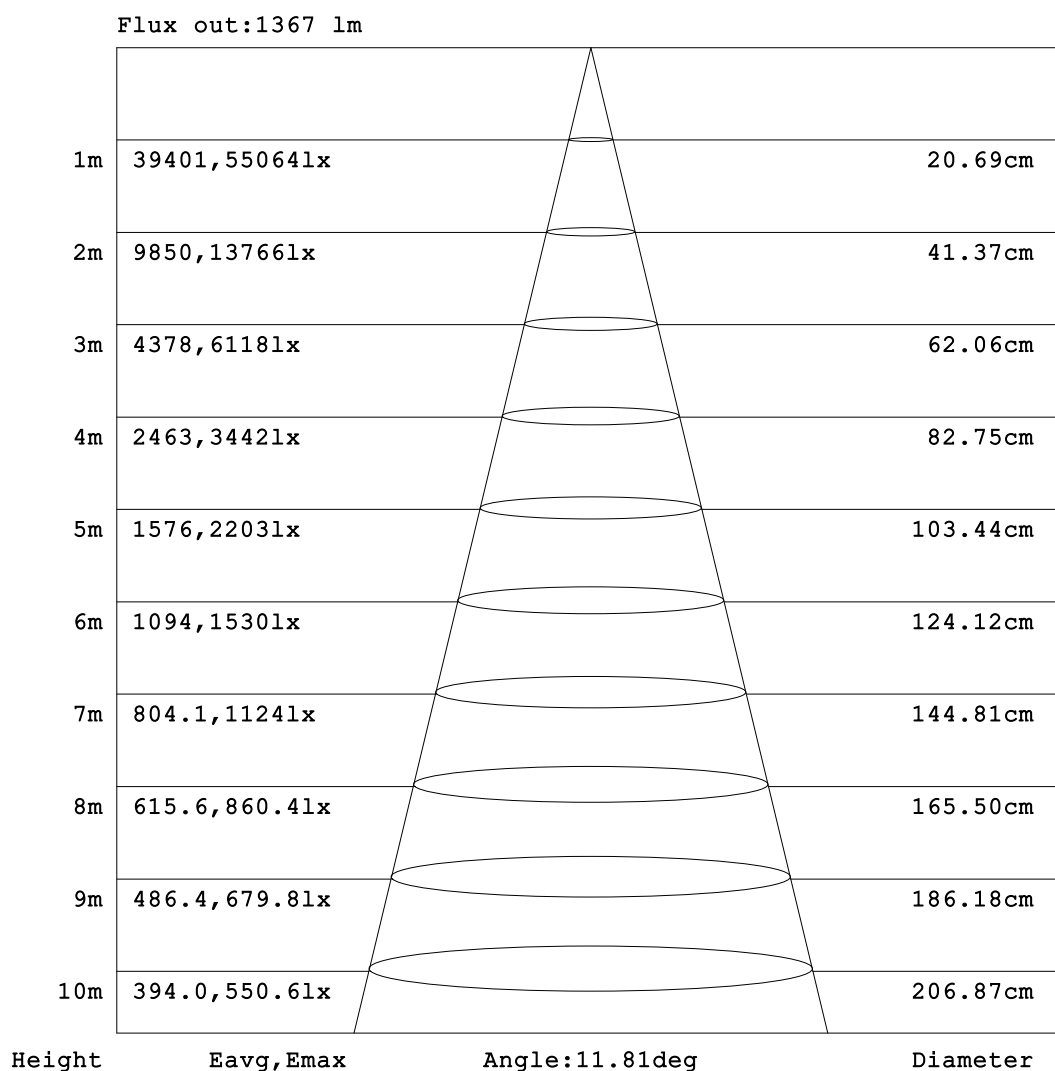 Flux out:1367 lm
1m 39401,55064lx 20.69cm
2m 9850,13766lx 41.37cm
3m 4378,6118lx 62.06cm
4m 2463,3442lx 82.75cm
5m 1576,2203lx 103.44cm
6m 1094,1530lx 124.12cm
7m 804.1,1124lx 144.81cm
8m 615.6,860.4lx 165.50cm
9m 486.4,679.8lx 186.18cm
10m 394.0,550.6lx 206.87cm
Height Eavg,Emax Angle:11.81deg Diameter